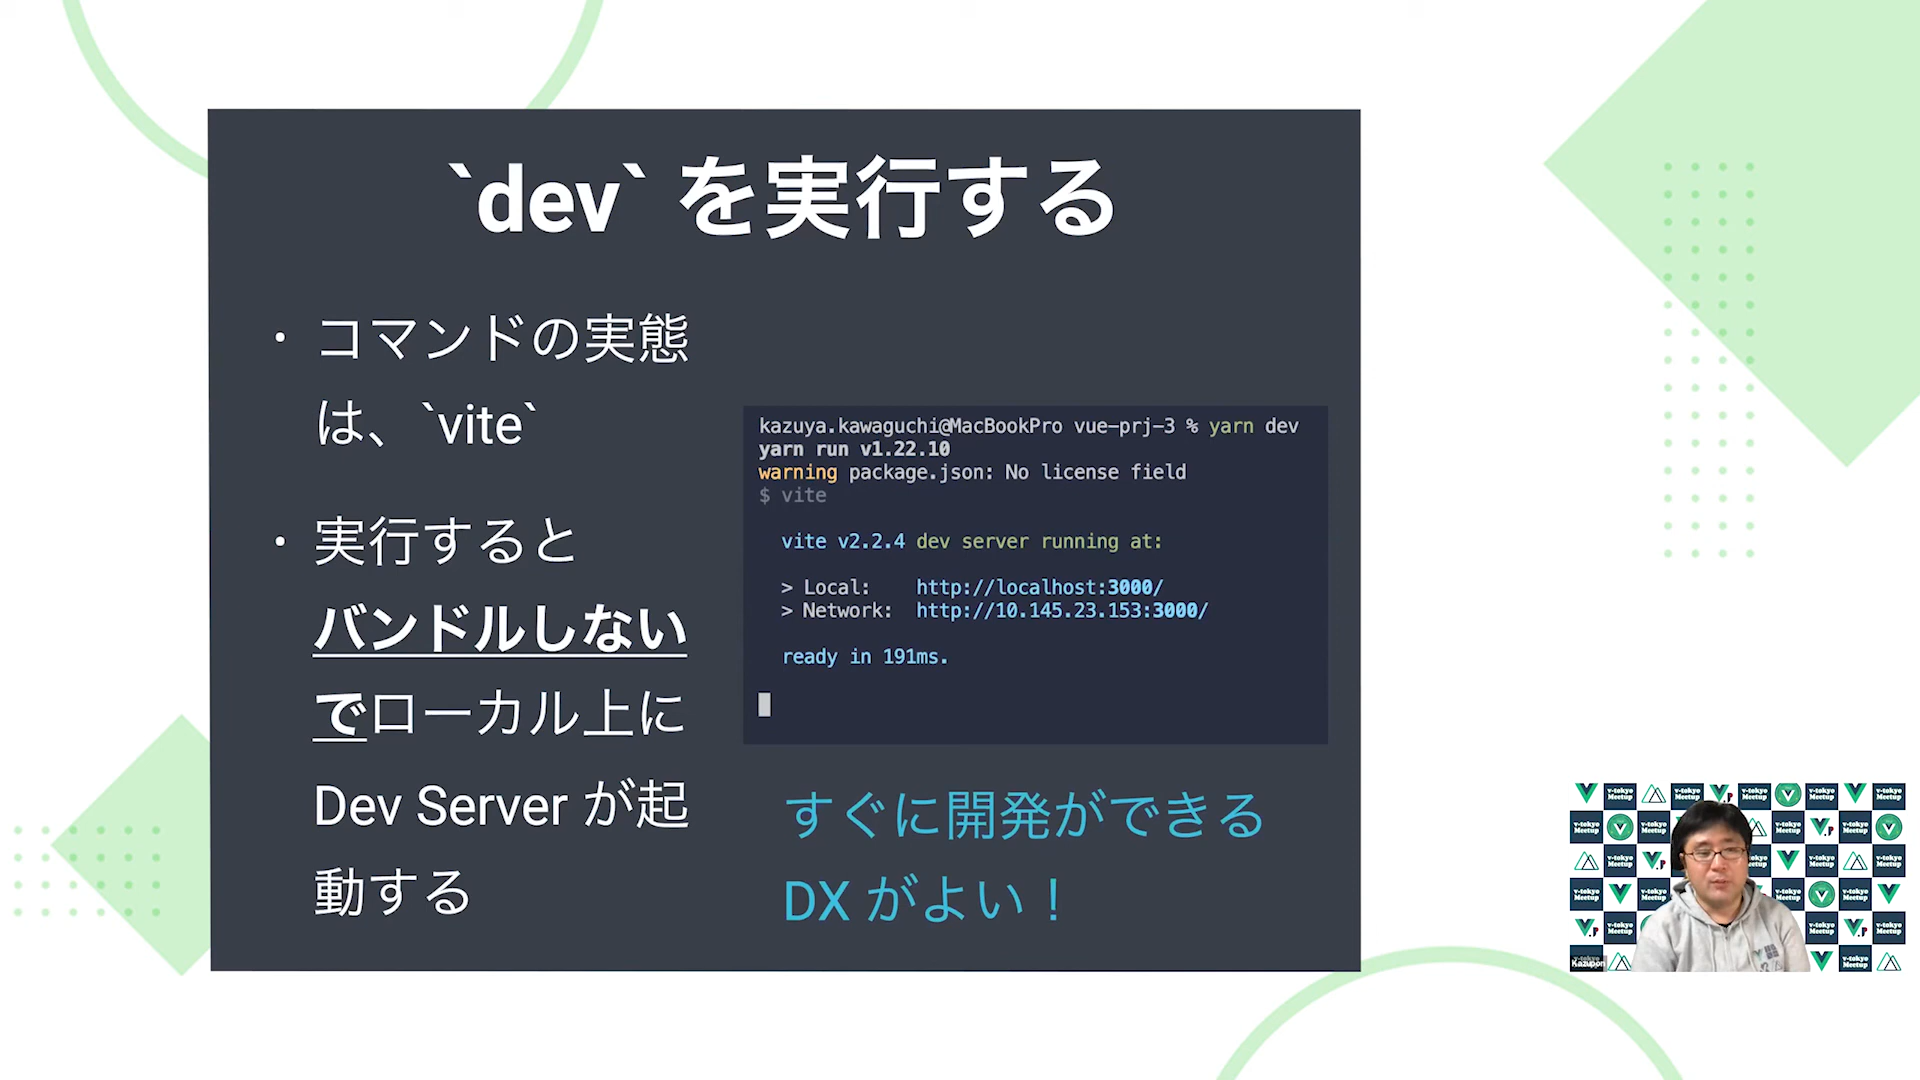 `dev` を実行する
・コマンドの実態
は、`vite`
・実行すると
バンドルしない
でローカル上に
Dev Server が起
動する
kazuya.kawaguchi@MacBookPro vue-prj-3 % yarn dev
yarn run v1.22.10
warning package.json: No license field
$ vite
vite v2.2.4 dev server running at:
> Local: http://localhost:3000/
> Network: http://10.145.23.153:3000/
ready in 191ms.
すぐに開発ができる
DX がよい！
v-tokyo
Meetup
Kazupon